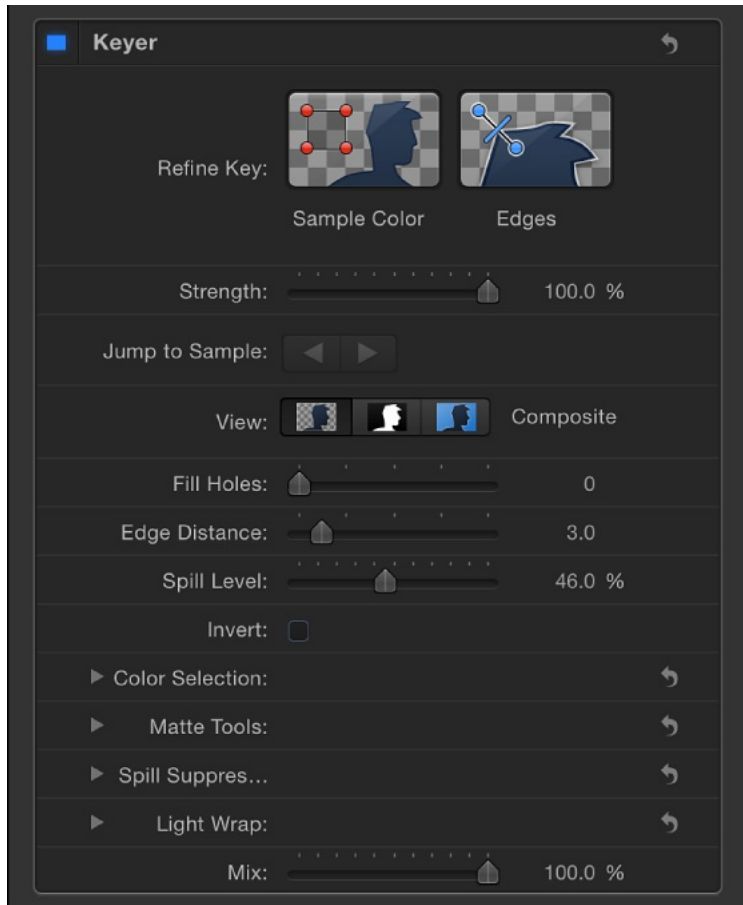 Keyer
Refine Key:
Sample Color Edges
Strength: 100.0 %
Jump to Sample:
View: Composite
Fill Holes: 0
Edge Distance: 3.0
Spill Level: 46.0 %
Invert:
Color Selection:
Matte Tools:
Spill Suppres...
Light Wrap:
Mix: 100.0 %